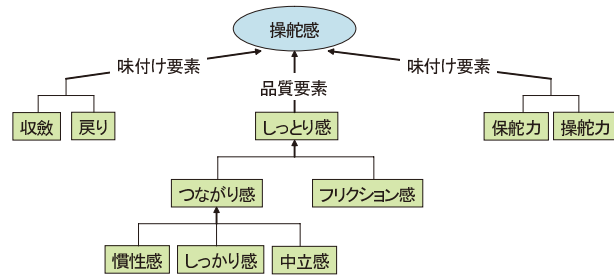 操舵感
味付け要素
味付け要素
品質要素
収斂
戻り
しっとり感
保舵力
操舵力
つながり感
フリクション感
慣性感
しっかり感
中立感